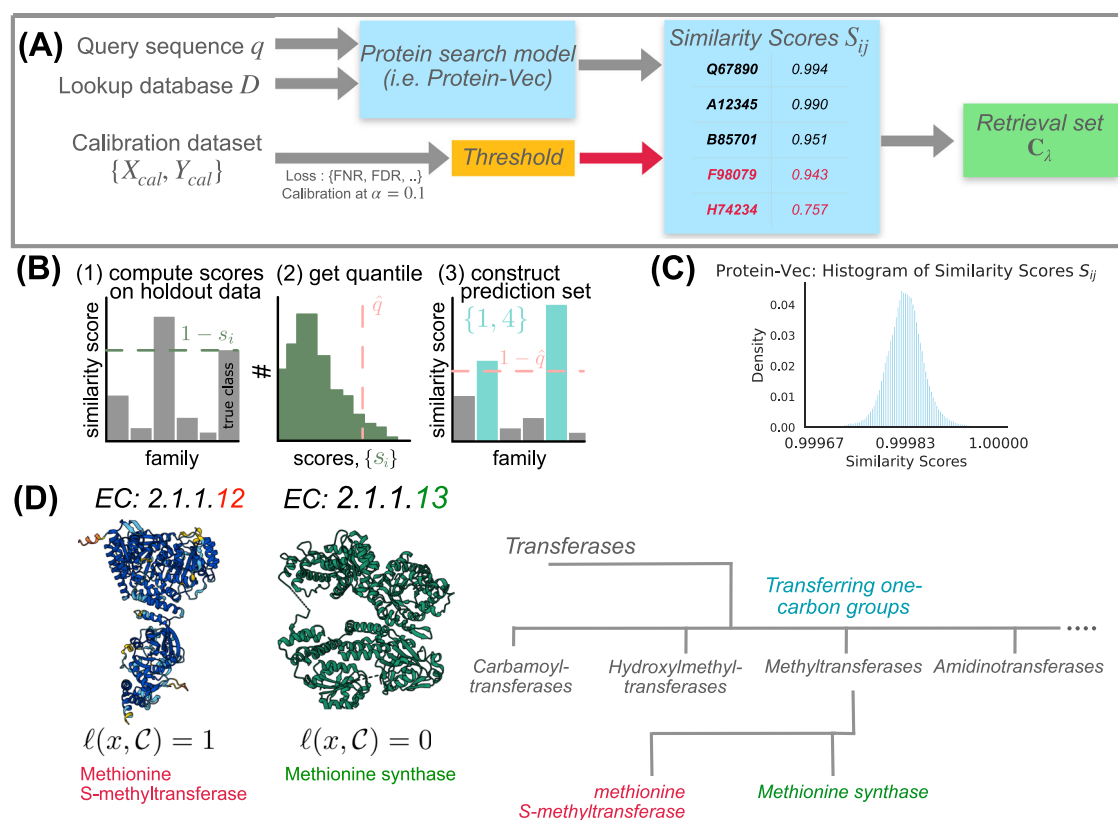 (A)
Query sequence q
Lookup database D
Calibration dataset
{X_cal, Y_cal}
Loss : {FNR, FDR, ..}
Calibration at α = 0.1
Protein search model
(i.e. Protein-Vec)
Threshold
Similarity Scores S_ij
Q67890 0.994
A12345 0.990
B85701 0.951
F98079 0.943
H74234 0.757
Retrieval set
C_λ
(B)
(1) compute scores
on holdout data
similarity score
1 − s_i
true class
family
(2) get quantile
#
q̂
scores, {s_i}
(3) construct
prediction set
similarity score
{1, 4}
1 − q̂
family
(C)
Protein-Vec: Histogram of Similarity Scores S_ij
Density
0.04
0.03
0.02
0.01
0.00
0.99967 0.99983 1.00000
Similarity Scores
(D)
EC: 2.1.1.12
EC: 2.1.1.13
ℓ(x, C) = 1
ℓ(x, C) = 0
Methionine
S-methyltransferase
Methionine synthase
Transferases
Transferring one-
carbon groups
....
Carbamoyl-
transferases
Hydroxylmethyl-
transferases
Methyltransferases
Amidinotransferases
methionine
S-methyltransferase
Methionine synthase